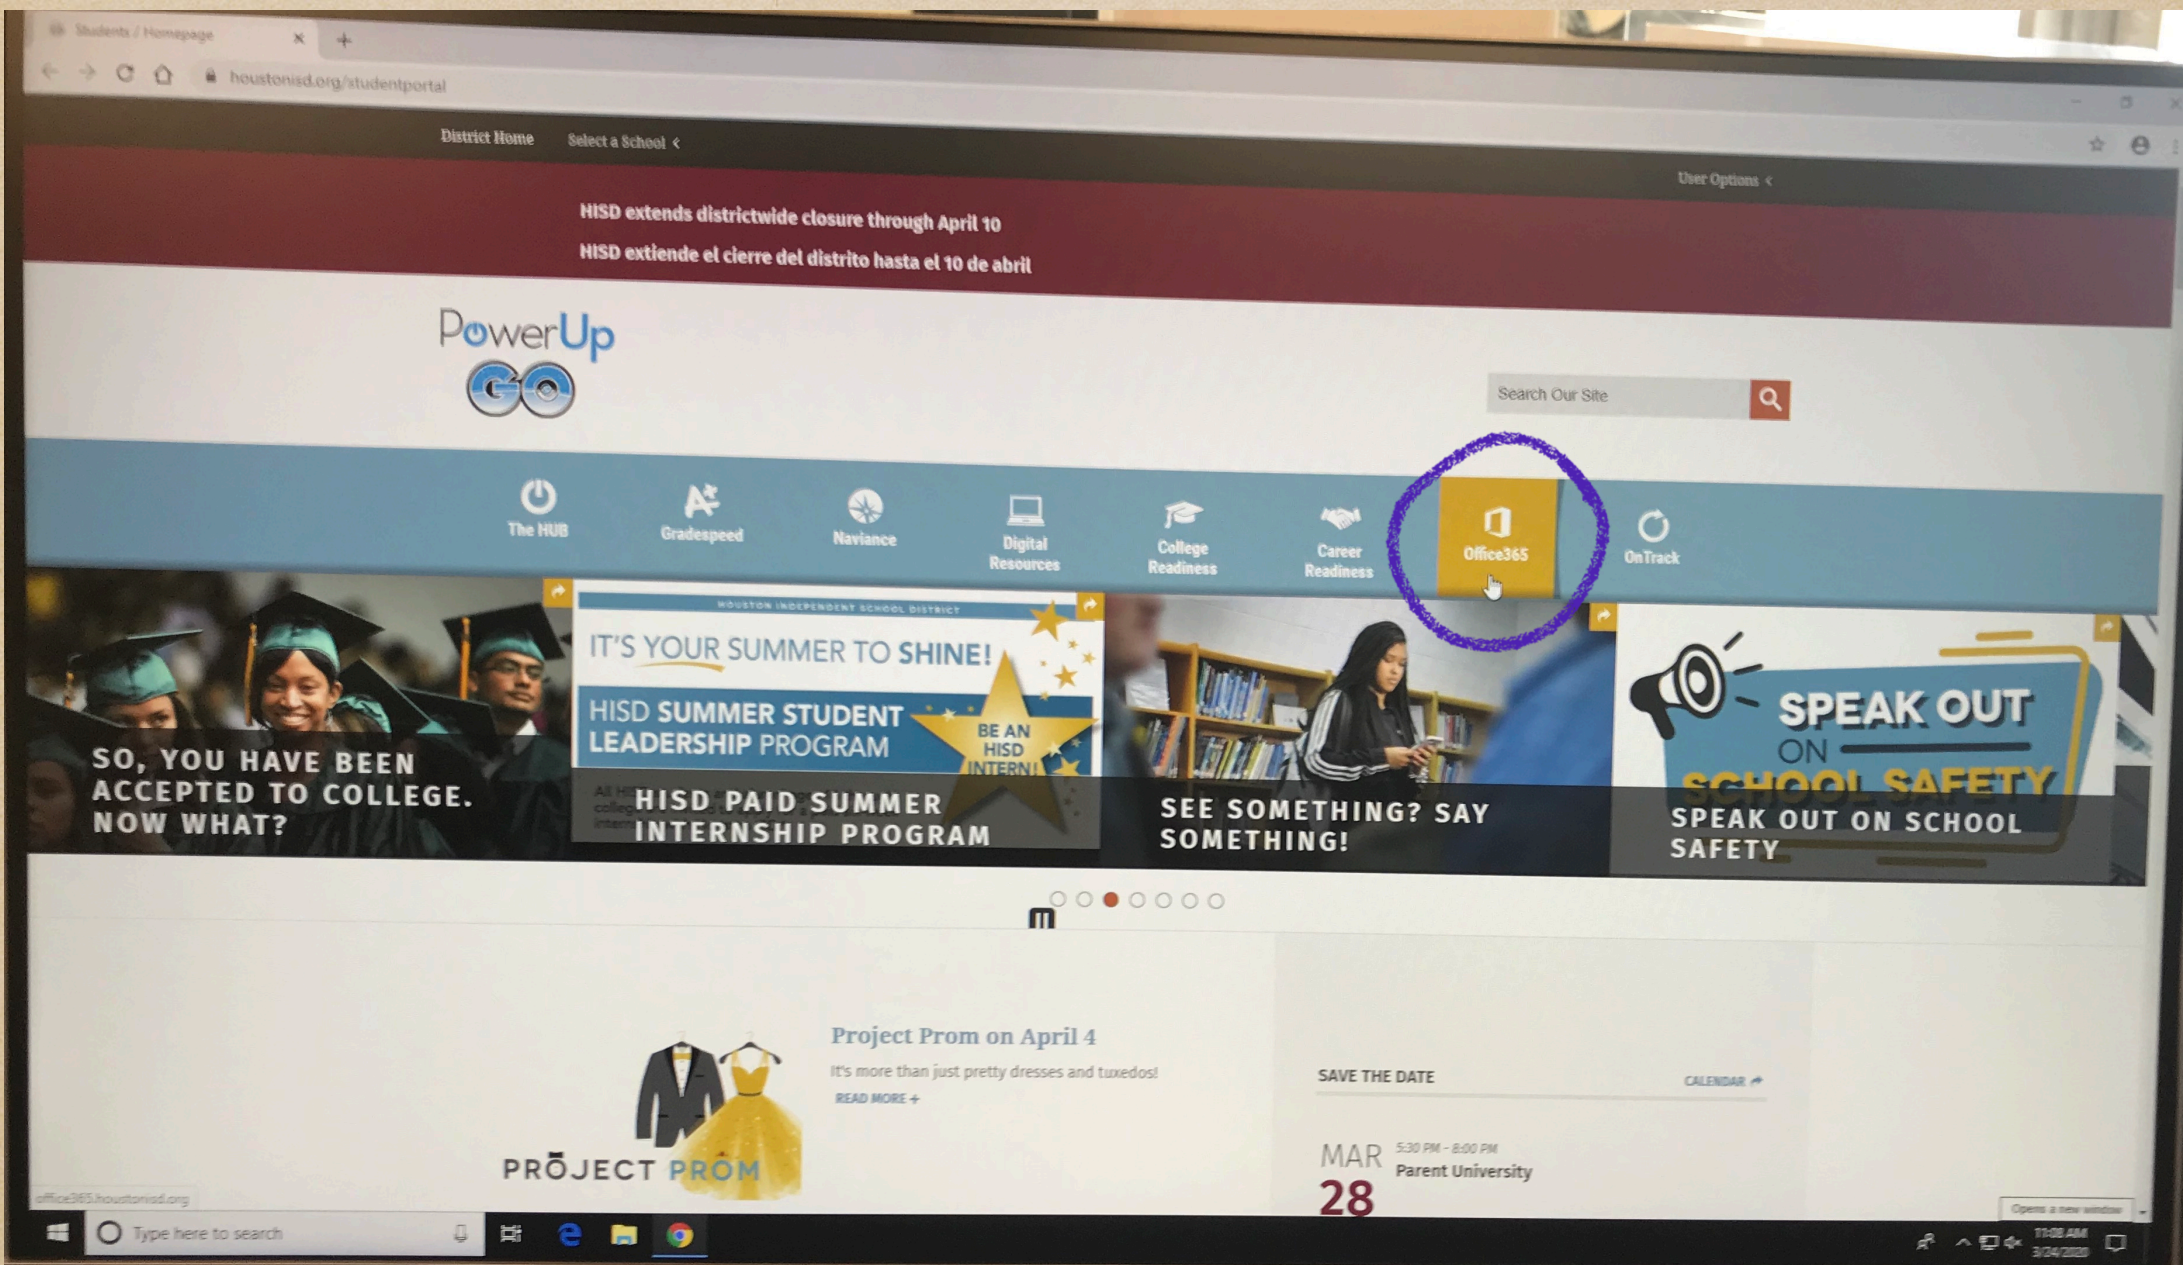 Students / Homepage
houstonisd.org/studentportal
District Home
Select a School
User Options
HISD extends districtwide closure through April 10
HISD extiende el cierre del distrito hasta el 10 de abril
PowerUp
GO
Search Our Site
The HUB
Gradespeed
Naviance
Digital
Resources
College
Readiness
Career
Readiness
Office365
OnTrack
SO, YOU HAVE BEEN
ACCEPTED TO COLLEGE.
NOW WHAT?
HOUSTON INDEPENDENT SCHOOL DISTRICT
IT'S YOUR SUMMER TO SHINE!
HISD SUMMER STUDENT
LEADERSHIP PROGRAM
BE AN
HISD
INTERN!
HISD PAID SUMMER
INTERNSHIP PROGRAM
SEE SOMETHING? SAY
SOMETHING!
SPEAK OUT
ON
SCHOOL SAFETY
SPEAK OUT ON SCHOOL
SAFETY
Project Prom on April 4
It's more than just pretty dresses and tuxedos!
READ MORE +
PROJECT PROM
SAVE THE DATE
CALENDAR
MAR
28
5:30 PM - 8:00 PM
Parent University
office365.houstonisd.org
Opens a new window
Type here to search
11:08 AM
3/24/2020